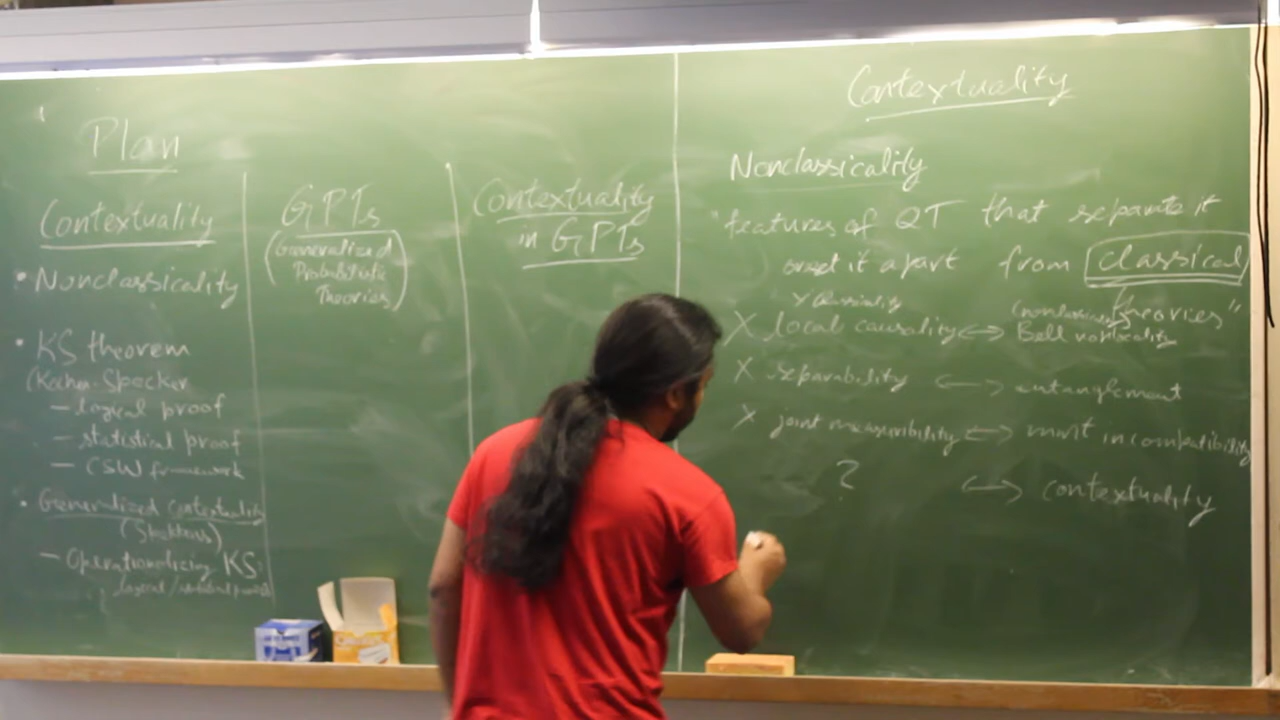 Plan
Contextuality
• Nonclassicality
• KS theorem
(Kochen-Specker
– logical proof
– statistical proof
– CSW framework
• Generalized contextuality
(Spekkens)
– Operationalizing KS:
logical/statistical proofs
GPTs
(Generalized
Probabilistic
Theories)
Contextuality
in GPTs
Contextuality
Nonclassicality
"features of QT that separate it
or set it apart from classical
theories"
X local causality ↔ Bell nonlocality
X separability ↔ entanglement
X joint measurability ↔ mmt incompatibility
? ↔ contextuality